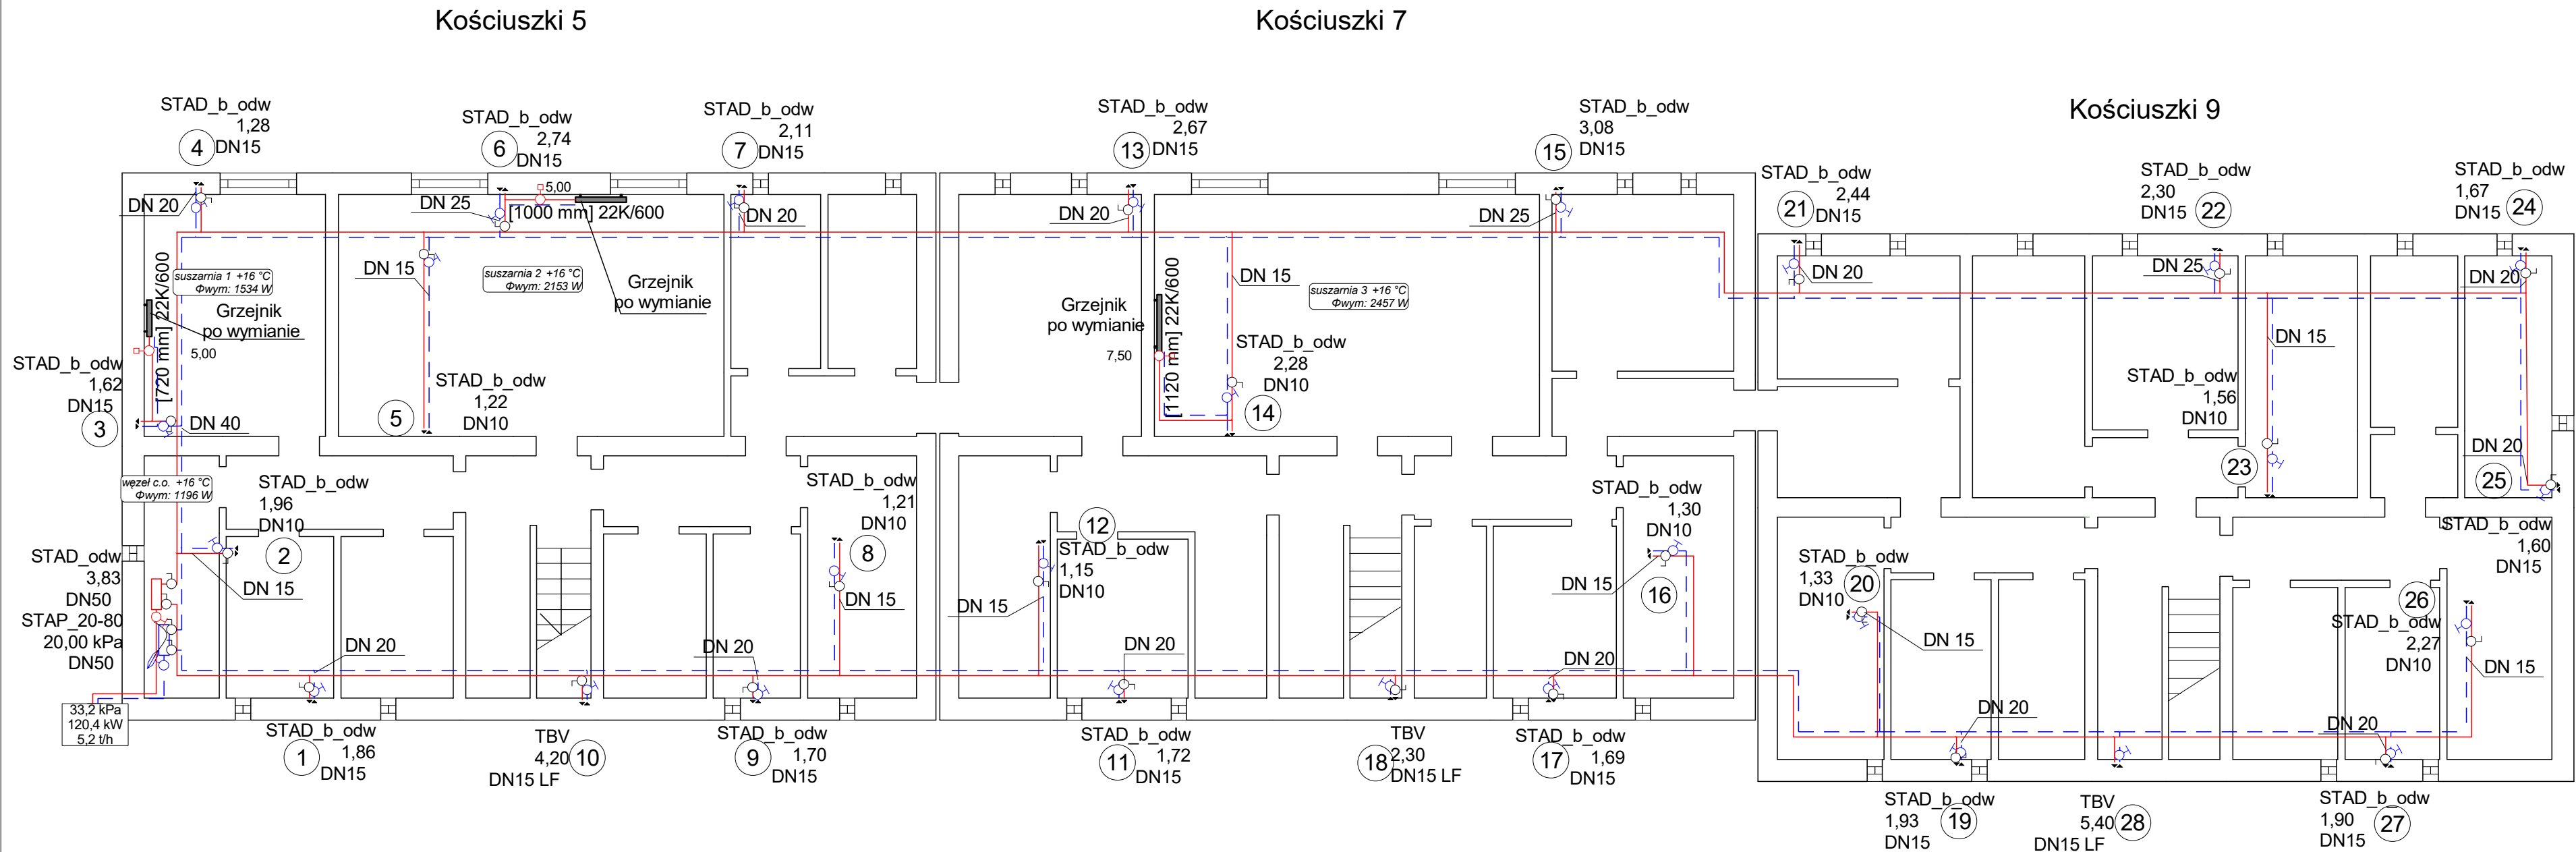 Kościuszki 5
Kościuszki 7
Kościuszki 9
STAD_b_odw
1,28
4
DN15
STAD_b_odw
2,74
6
DN15
STAD_b_odw
2,11
7
DN15
STAD_b_odw
2,67
13
DN15
STAD_b_odw
3,08
15
DN15
STAD_b_odw
2,44
21
DN15
STAD_b_odw
2,30
DN15
22
STAD_b_odw
1,67
DN15
24
DN 20
DN 25
5,00
[1000 mm] 22K/600
DN 20
DN 20
DN 25
DN 20
DN 25
DN 20
suszarnia 1 +16 °C
Φwym: 1534 W
[720 mm] 22K/600
Grzejnik
po wymianie
5,00
DN 15
suszarnia 2 +16 °C
Φwym: 2153 W
Grzejnik
po wymianie
Grzejnik
po wymianie
7,50
[1120 mm] 22K/600
DN 15
suszarnia 3 +16 °C
Φwym: 2457 W
STAD_b_odw
2,28
DN10
14
STAD_b_odw
1,62
DN15
3
DN 40
STAD_b_odw
1,22
DN10
5
DN 15
STAD_b_odw
1,56
DN10
23
DN 20
25
STAD_b_odw
1,60
DN15
węzeł c.o. +16 °C
Φwym: 1196 W
STAD_b_odw
1,96
DN10
2
DN 15
STAD_b_odw
1,21
DN10
8
DN 15
12
STAD_b_odw
1,15
DN10
DN 15
STAD_b_odw
1,30
DN10
DN 15
16
STAD_b_odw
1,33
DN10
20
DN 15
26
STAD_b_odw
2,27
DN10
DN 15
STAD_odw
3,83
DN50
STAP_20-80
20,00 kPa
DN50
33,2 kPa
120,4 kW
5,2 t/h
DN 20
DN 20
DN 20
DN 20
DN 20
DN 20
STAD_b_odw
1,86
1
DN15
TBV
4,20
10
DN15 LF
STAD_b_odw
1,70
9
DN15
STAD_b_odw
1,72
11
DN15
TBV
18
2,30
DN15 LF
STAD_b_odw
1,69
17
DN15
STAD_b_odw
1,93
19
DN15
TBV
5,40
28
DN15 LF
STAD_b_odw
1,90
27
DN15